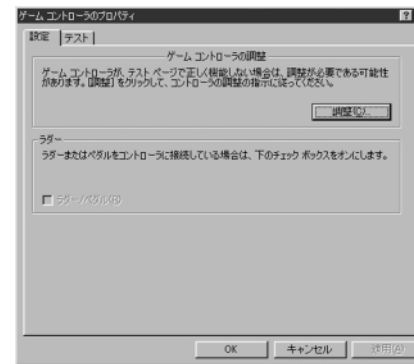 ゲーム コントローラのプロパティ
設定
テスト
ゲーム コントローラの調整
ゲーム コントローラが、テスト ページで正しく機能しない場合は、調整が必要である可能性
があります。[調整] をクリックして、コントローラの調整の指示に従ってください。
調整(C)...
ラダー
ラダーまたはペダルをコントローラに接続している場合は、下のチェック ボックスをオンにします。
ラダー/ペダル(R)
OK
キャンセル
適用(A)